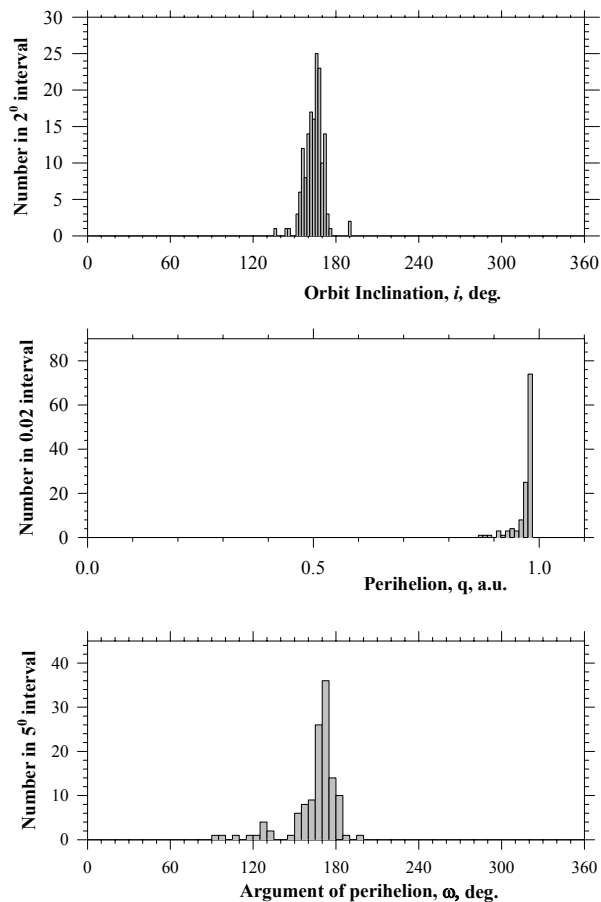 30
25
20
15
10
5
0
Number in 2⁰ interval
0 60 120 180 240 300 360
Orbit Inclination, i, deg.
80
60
40
20
0
Number in 0.02 interval
0.0 0.5 1.0
Perihelion, q, a.u.
40
30
20
10
0
Number in 5⁰ interval
0 60 120 180 240 300 360
Argument of perihelion, ω, deg.